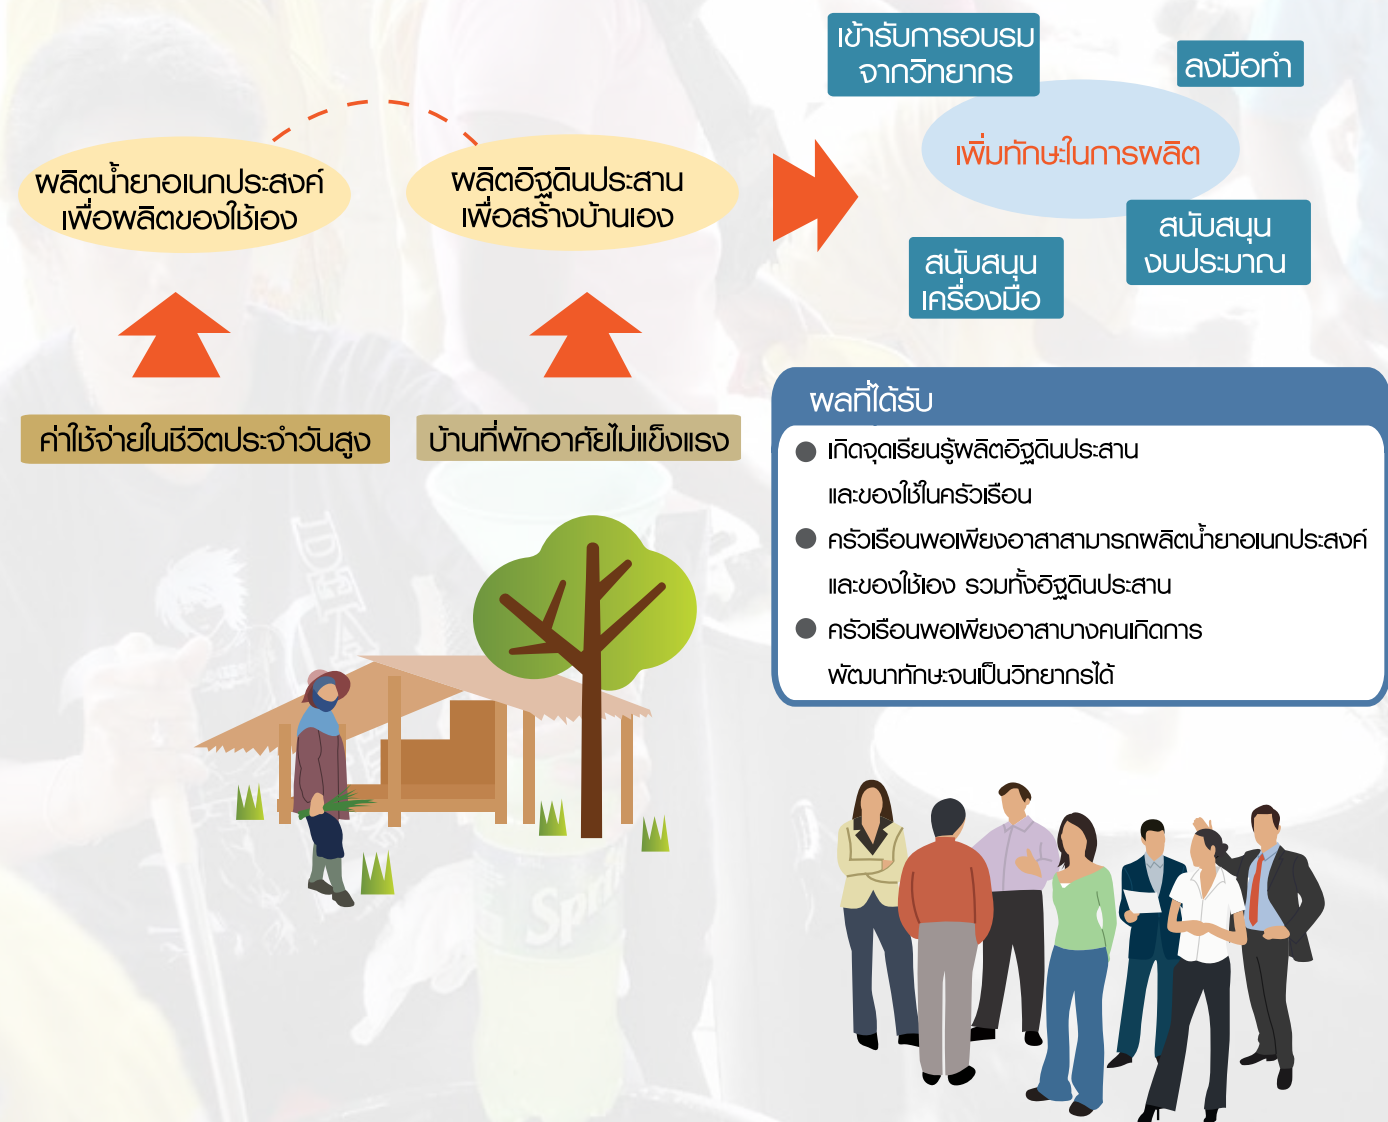 เข้ารับการอบรม
จากวิทยากร
ลงมือทำ
เพิ่มทักษะในการผลิต
สนับสนุน
งบประมาณ
สนับสนุน
เครื่องมือ
ผลิตน้ำยาอเนกประสงค์
เพื่อผลิตของใช้เอง
ผลิตอิฐดินประสาน
เพื่อสร้างบ้านเอง
ค่าใช้จ่ายในชีวิตประจำวันสูง
บ้านที่พักอาศัยไม่แข็งแรง
ผลที่ได้รับ
เกิดจุดเรียนรู้ผลิตอิฐดินประสาน
และของใช้ในครัวเรือน
ครัวเรือนพอเพียงอาสาสามารถผลิตน้ำยาอเนกประสงค์
และของใช้เอง รวมทั้งอิฐดินประสาน
ครัวเรือนพอเพียงอาสาบางคนเกิดการ
พัฒนาทักษะจนเป็นวิทยากรได้